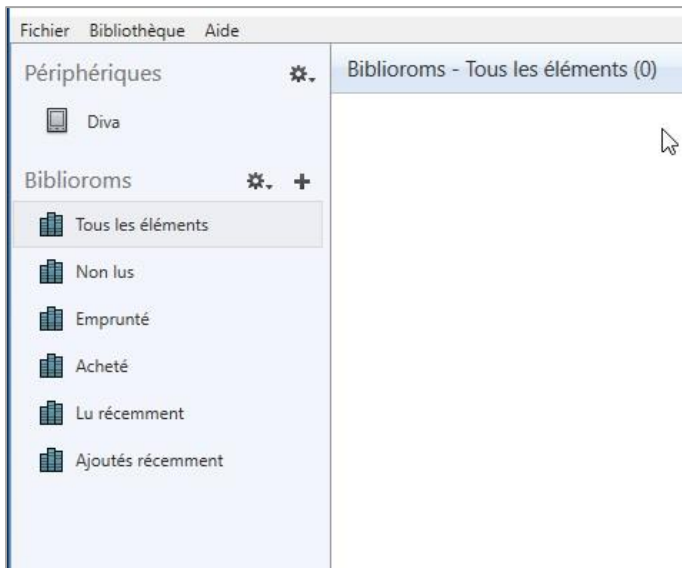 Fichier Bibliothèque Aide
Périphériques
Diva
Biblioroms
Tous les éléments
Non lus
Emprunté
Acheté
Lu récemment
Ajoutés récemment
Biblioroms - Tous les éléments (0)